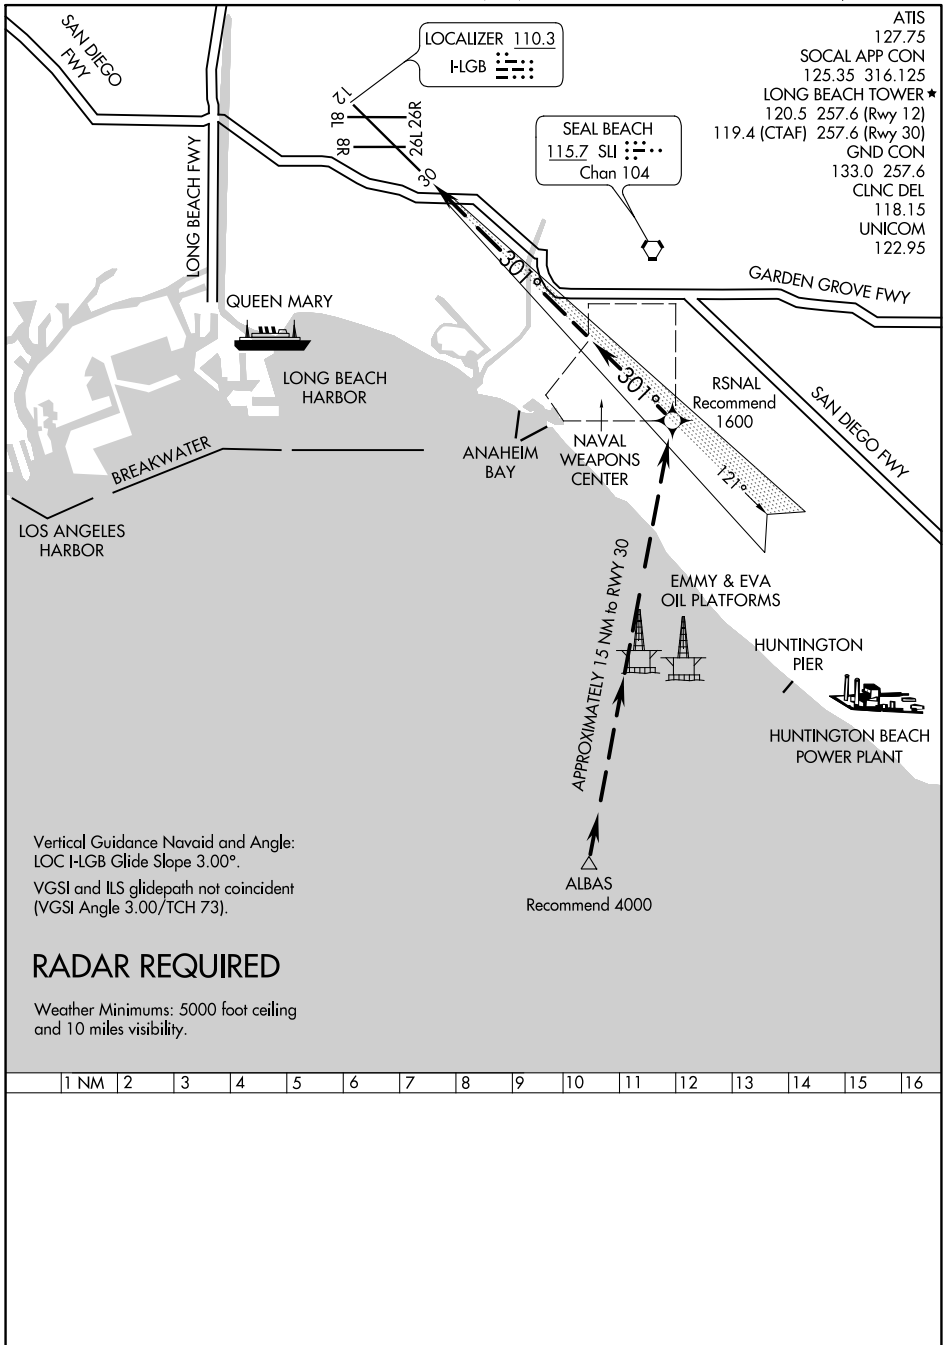 ATIS
127.75
SOCAL APP CON
125.35 316.125
LONG BEACH TOWER★
120.5 257.6 (Rwy 12)
119.4 (CTAF) 257.6 (Rwy 30)
GND CON
133.0 257.6
CLNC DEL
118.15
UNICOM
122.95
SAN DIEGO
FWY
LOCALIZER 110.3
I-LGB
12
8L
26R
8R
26L
30
SEAL BEACH
115.7 SLI
Chan 104
LONG BEACH FWY
301°
GARDEN GROVE FWY
QUEEN MARY
LONG BEACH
HARBOR
301°
RSNAL
Recommend
1600
SAN DIEGO FWY
BREAKWATER
ANAHEIM
BAY
NAVAL
WEAPONS
CENTER
121°
LOS ANGELES
HARBOR
APPROXIMATELY 15 NM to RWY 30
EMMY & EVA
OIL PLATFORMS
HUNTINGTON
PIER
HUNTINGTON BEACH
POWER PLANT
Vertical Guidance Navaid and Angle:
LOC I-LGB Glide Slope 3.00°.
VGSI and ILS glidepath not coincident
(VGSI Angle 3.00/TCH 73).
ALBAS
Recommend 4000
RADAR REQUIRED
Weather Minimums: 5000 foot ceiling
and 10 miles visibility.
1 NM 2 3 4 5 6 7 8 9 10 11 12 13 14 15 16